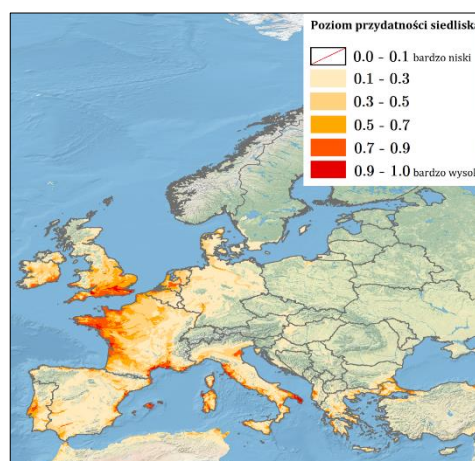 Poziom przydatności siedliska
0.0 - 0.1 bardzo niski
0.1 - 0.3
0.3 - 0.5
0.5 - 0.7
0.7 - 0.9
0.9 - 1.0 bardzo wysok